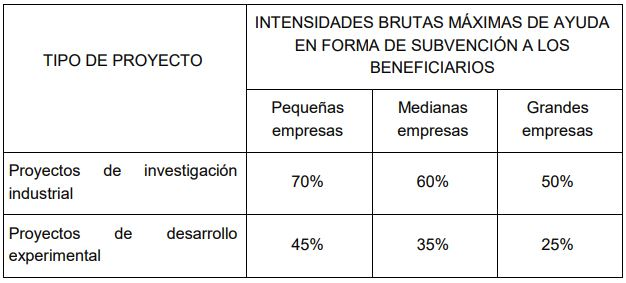 TIPO DE PROYECTO
INTENSIDADES BRUTAS MÁXIMAS DE AYUDA
EN FORMA DE SUBVENCIÓN A LOS
BENEFICIARIOS
Pequeñas
empresas
Medianas
empresas
Grandes
empresas
Proyectos de investigación
industrial
70%
60%
50%
Proyectos de desarrollo
experimental
45%
35%
25%